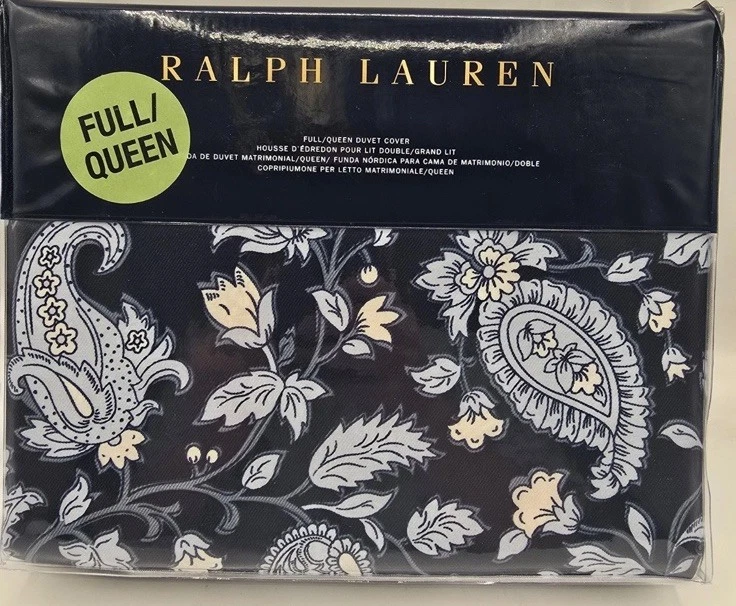 RALPH LAUREN
FULL/
QUEEN
FULL/QUEEN DUVET COVER
HOUSSE D'ÉDREDON POUR LIT DOUBLE/GRAND LIT
DE DUVET MATRIMONIAL/QUEEN/ FUNDA NÓRDICA PARA CAMA DE MATRIMONIO/DOBLE
COPRIPIUMONE PER LETTO MATRIMONIALE/QUEEN